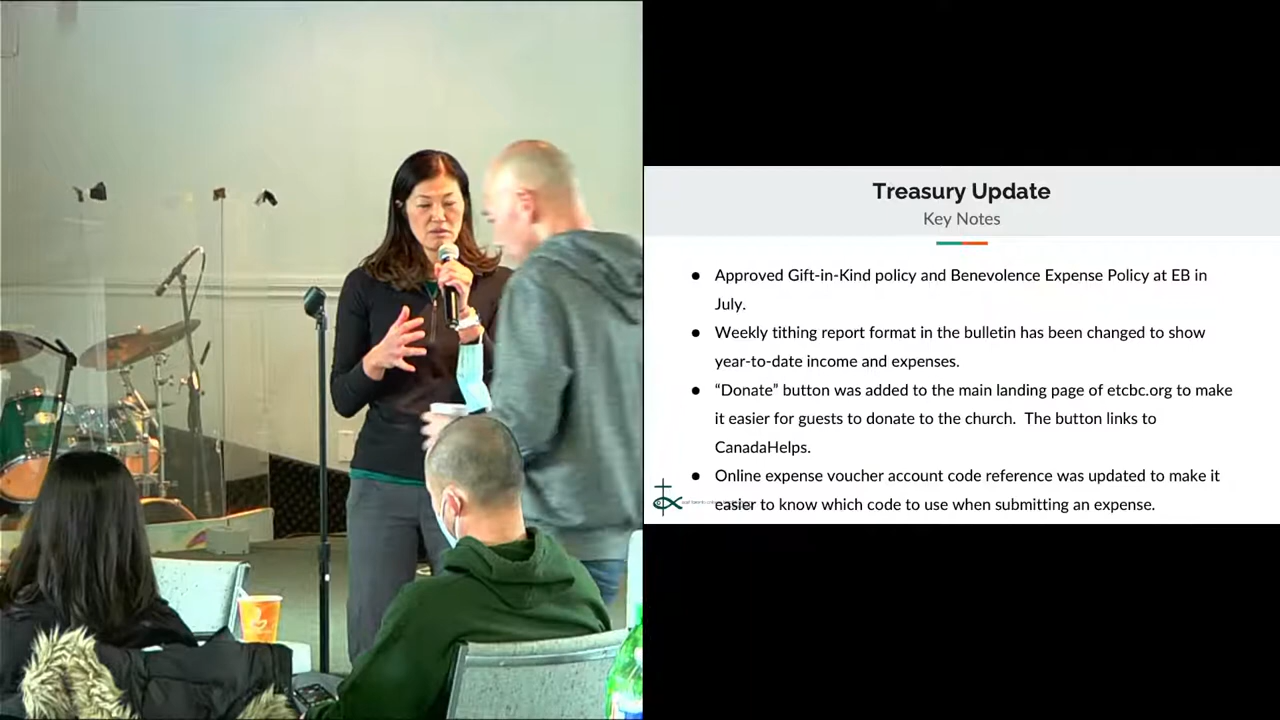 Treasury Update
Key Notes
● Approved Gift-in-Kind policy and Benevolence Expense Policy at EB in
July.
● Weekly tithing report format in the bulletin has been changed to show
year-to-date income and expenses.
● “Donate” button was added to the main landing page of etcbc.org to make
it easier for guests to donate to the church.  The button links to
CanadaHelps.
● Online expense voucher account code reference was updated to make it
easier to know which code to use when submitting an expense.